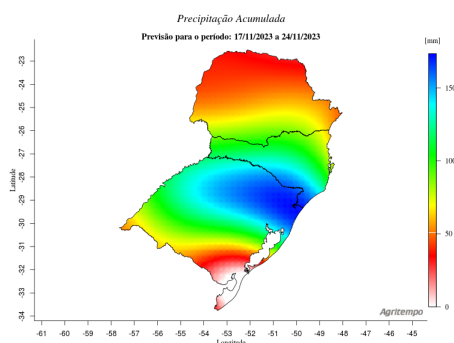 Precipitação Acumulada
Previsão para o período: 17/11/2023 a 24/11/2023
[mm]
150
100
50
0
-23
-24
-25
-26
-27
-28
-29
-30
-31
-32
-33
-34
Latitude
-61 -60 -59 -58 -57 -56 -55 -54 -53 -52 -51 -50 -49 -48 -47 -46 -45
Longitude
Agritempo